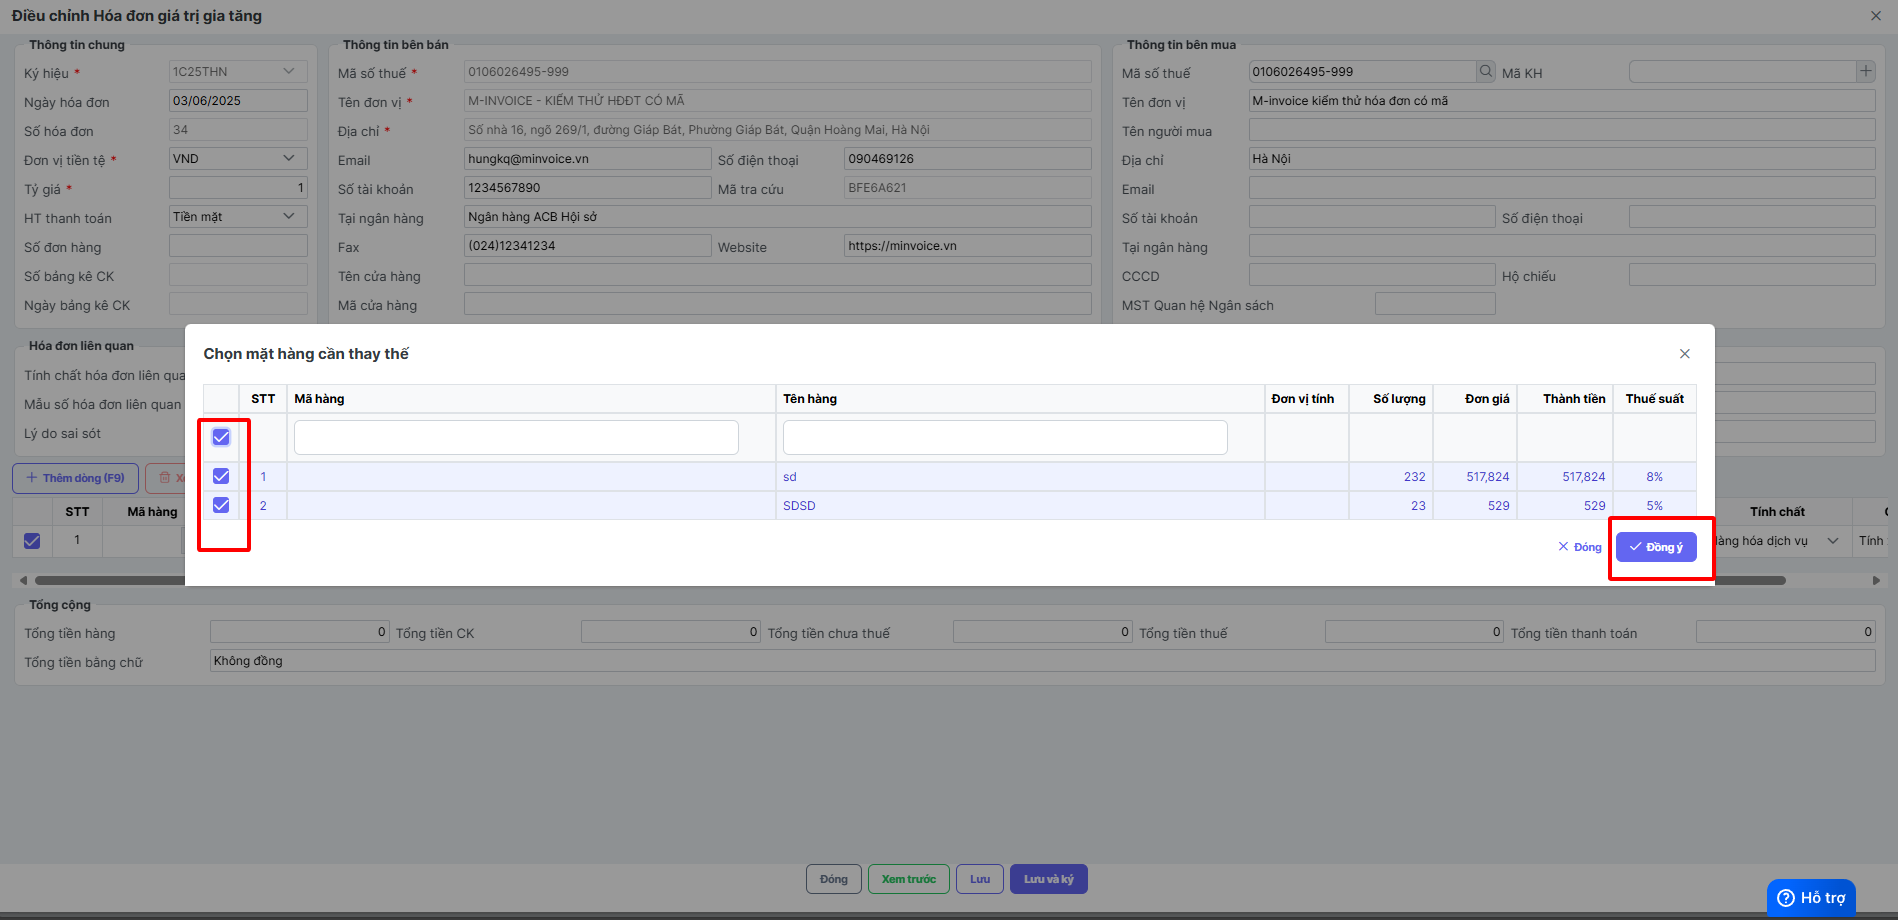 Điều chỉnh Hóa đơn giá trị gia tăng
Thông tin chung
Ký hiệu * 1C25THN
Ngày hóa đơn 03/06/2025
Số hóa đơn 34
Đơn vị tiền tệ * VND
Tỷ giá * 1
HT thanh toán Tiền mặt
Số đơn hàng
Số bảng kê CK
Ngày bảng kê CK
Thông tin bên bán
Mã số thuế * 0106026495-999
Tên đơn vị * M-INVOICE - KIỂM THỬ HĐĐT CÓ MÃ
Địa chỉ * Số nhà 16, ngõ 269/1, đường Giáp Bát, Phường Giáp Bát, Quận Hoàng Mai, Hà Nội
Email hungkq@minvoice.vn Số điện thoại 090469126
Số tài khoản 1234567890 Mã tra cứu BFE6A621
Tại ngân hàng Ngân hàng ACB Hội sở
Fax (024)12341234 Website https://minvoice.vn
Tên cửa hàng
Mã cửa hàng
Thông tin bên mua
Mã số thuế 0106026495-999 Mã KH
Tên đơn vị M-invoice kiểm thử hóa đơn có mã
Tên người mua
Địa chỉ Hà Nội
Email
Số tài khoản Số điện thoại
Tại ngân hàng
CCCD Hộ chiếu
MST Quan hệ Ngân sách
Hóa đơn liên quan
Tính chất hóa đơn liên qua
Mẫu số hóa đơn liên quan
Lý do sai sót
Chọn mặt hàng cần thay thế
STT Mã hàng Tên hàng Đơn vị tính Số lượng Đơn giá Thành tiền Thuế suất
1 sd 232 517,824 517,824 8%
2 SDSD 23 529 529 5%
Đóng Đồng ý
Thêm dòng (F9)
STT Mã hàng Tính chất
1 àng hóa dịch vụ Tính
Tổng cộng
Tổng tiền hàng 0 Tổng tiền CK 0 Tổng tiền chưa thuế 0 Tổng tiền thuế 0 Tổng tiền thanh toán 0
Tổng tiền bằng chữ Không đồng
Đóng Xem trước Lưu Lưu và ký
Hỗ trợ